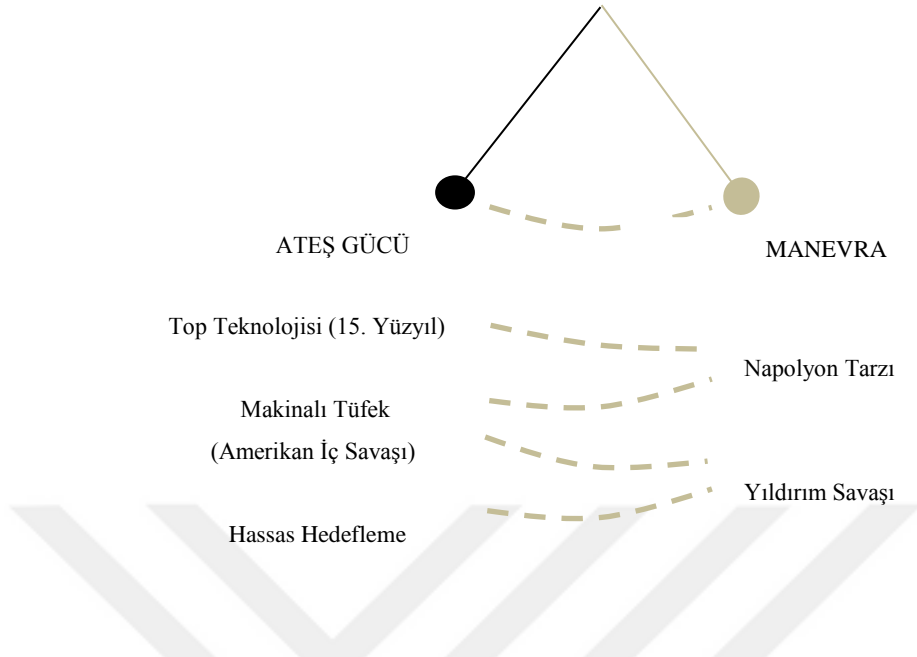 ATEŞ GÜCÜ
MANEVRA
Top Teknolojisi (15. Yüzyıl)
Napolyon Tarzı
Makinalı Tüfek
(Amerikan İç Savaşı)
Yıldırım Savaşı
Hassas Hedefleme